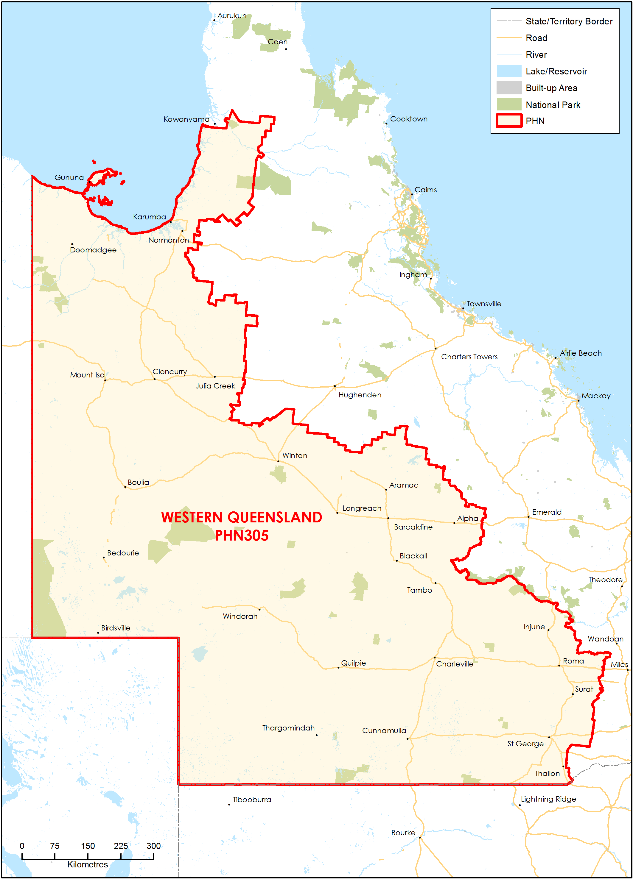 Aurukun
Coen
State/Territory Border
Road
River
Lake/Reservoir
Built-up Area
National Park
PHN
Kowanyama
Cooktown
Gununa
Cairns
Karumba
Normanton
Doomadgee
Ingham
Townsville
Charters Towers
Airlie Beach
Mount Isa
Cloncurry
Julia Creek
Hughenden
Mackay
Winton
Boulia
Aramac
Longreach
Barcaldine
Alpha
Emerald
WESTERN QUEENSLAND
PHN305
Bedourie
Blackall
Tambo
Theodore
Windorah
Birdsville
Injune
Wandoan
Quilpie
Charleville
Roma
Miles
Surat
Thargomindah
Cunnamulla
St George
Thallon
Tibooburra
Lightning Ridge
Bourke
0 75 150 225 300
Kilometres